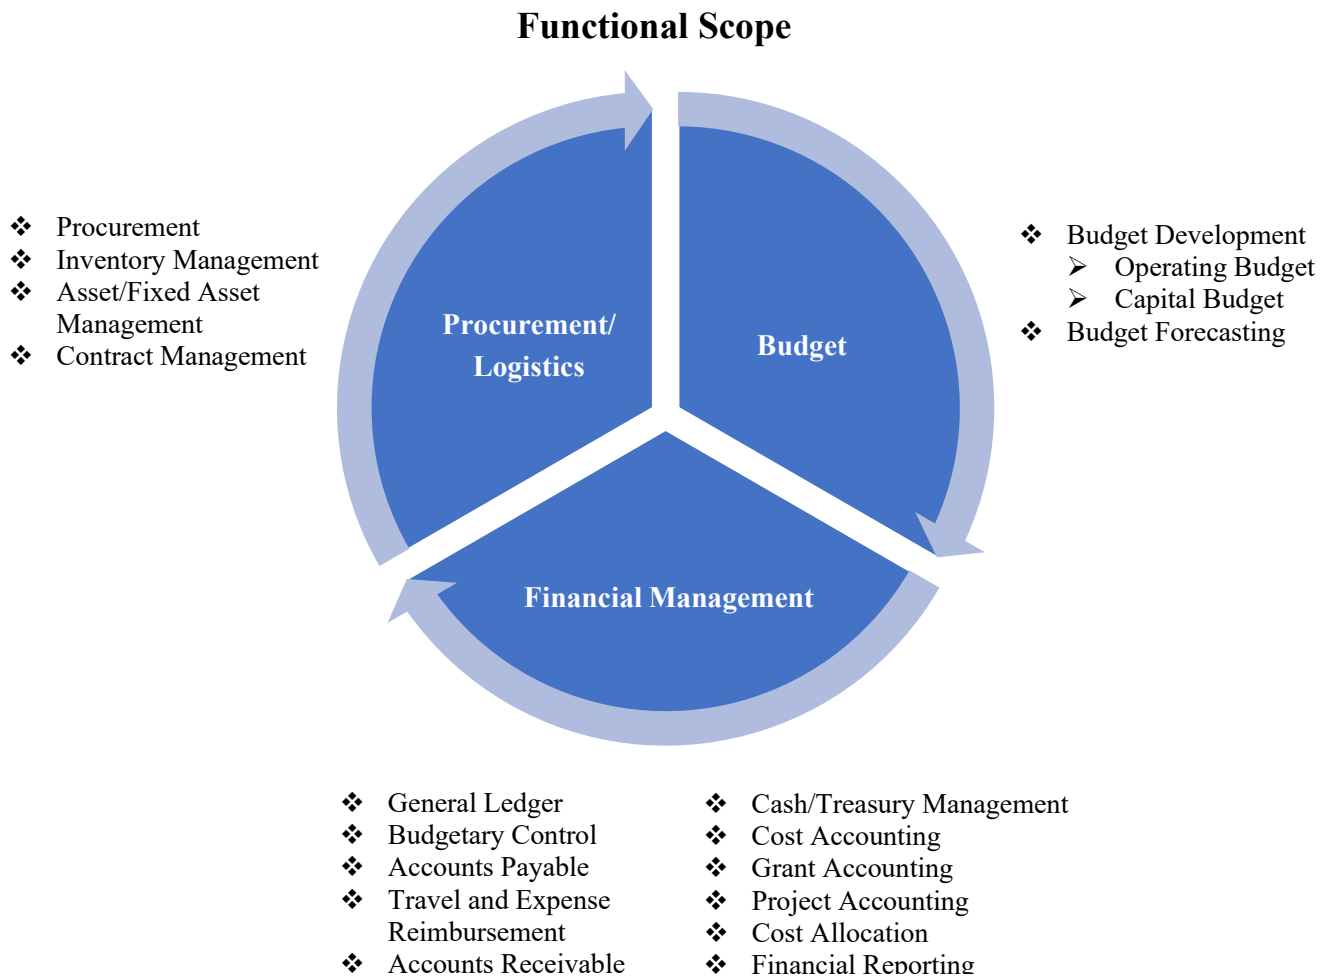 Functional Scope
❖ Procurement
❖ Inventory Management
❖ Asset/Fixed Asset
Management
❖ Contract Management
Procurement/
Logistics
Budget
❖ Budget Development
➢ Operating Budget
➢ Capital Budget
❖ Budget Forecasting
Financial Management
❖ General Ledger
❖ Budgetary Control
❖ Accounts Payable
❖ Travel and Expense
Reimbursement
❖ Accounts Receivable
❖ Cash/Treasury Management
❖ Cost Accounting
❖ Grant Accounting
❖ Project Accounting
❖ Cost Allocation
❖ Financial Reporting